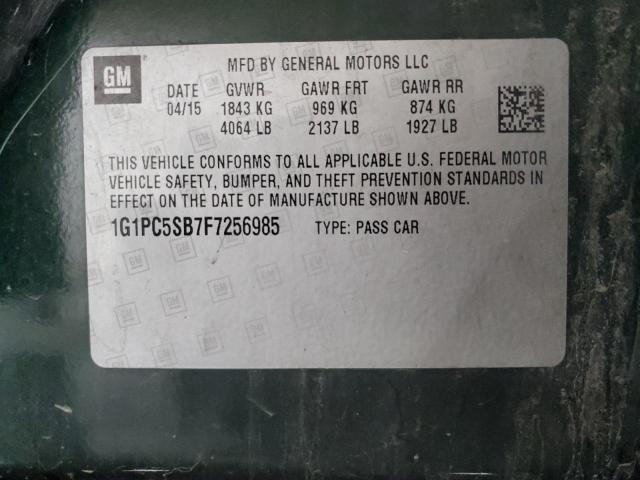 GM
MFD BY GENERAL MOTORS LLC
DATE GVWR GAWR FRT GAWR RR
04/15 1843 KG 969 KG 874 KG
4064 LB 2137 LB 1927 LB
THIS VEHICLE CONFORMS TO ALL APPLICABLE U.S. FEDERAL MOTOR
VEHICLE SAFETY, BUMPER, AND THEFT PREVENTION STANDARDS IN
EFFECT ON THE DATE OF MANUFACTURE SHOWN ABOVE.
1G1PC5SB7F7256985 TYPE: PASS CAR